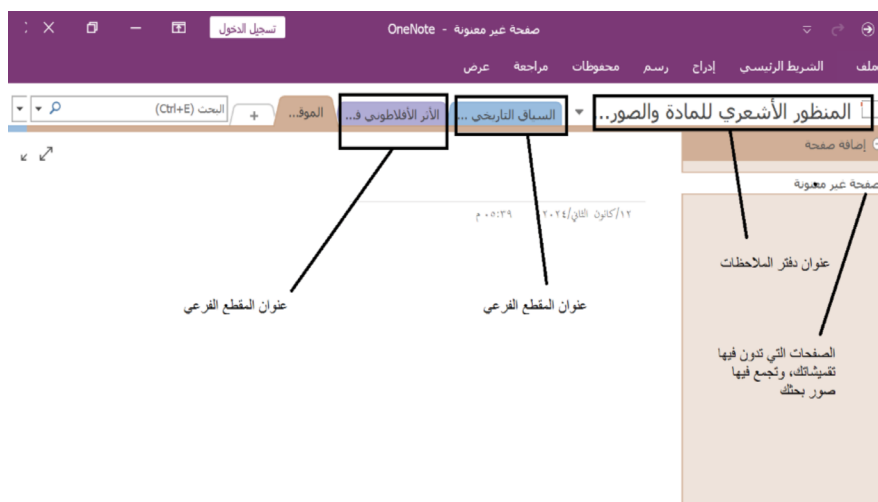 صفحة غير معنونة - OneNote
تسجيل الدخول
ملف الشريط الرئيسي إدراج رسم محفوظات مراجعة عرض
المنظور الأشعري للمادة والصور...
السياق التاريخي ...
الأثر الأفلاطوني ف...
الموق...
+
البحث (Ctrl+E)
إضافة صفحة
صفحة غير معنونة
١٢/كانون الثاني/٢٠٢٤ ٠٥:٣٩ م
عنوان دفتر الملاحظات
عنوان المقطع الفرعي
عنوان المقطع الفرعي
الصفحات التي تدون فيها
تقميشاتك، وتجمع فيها
صور بحثك